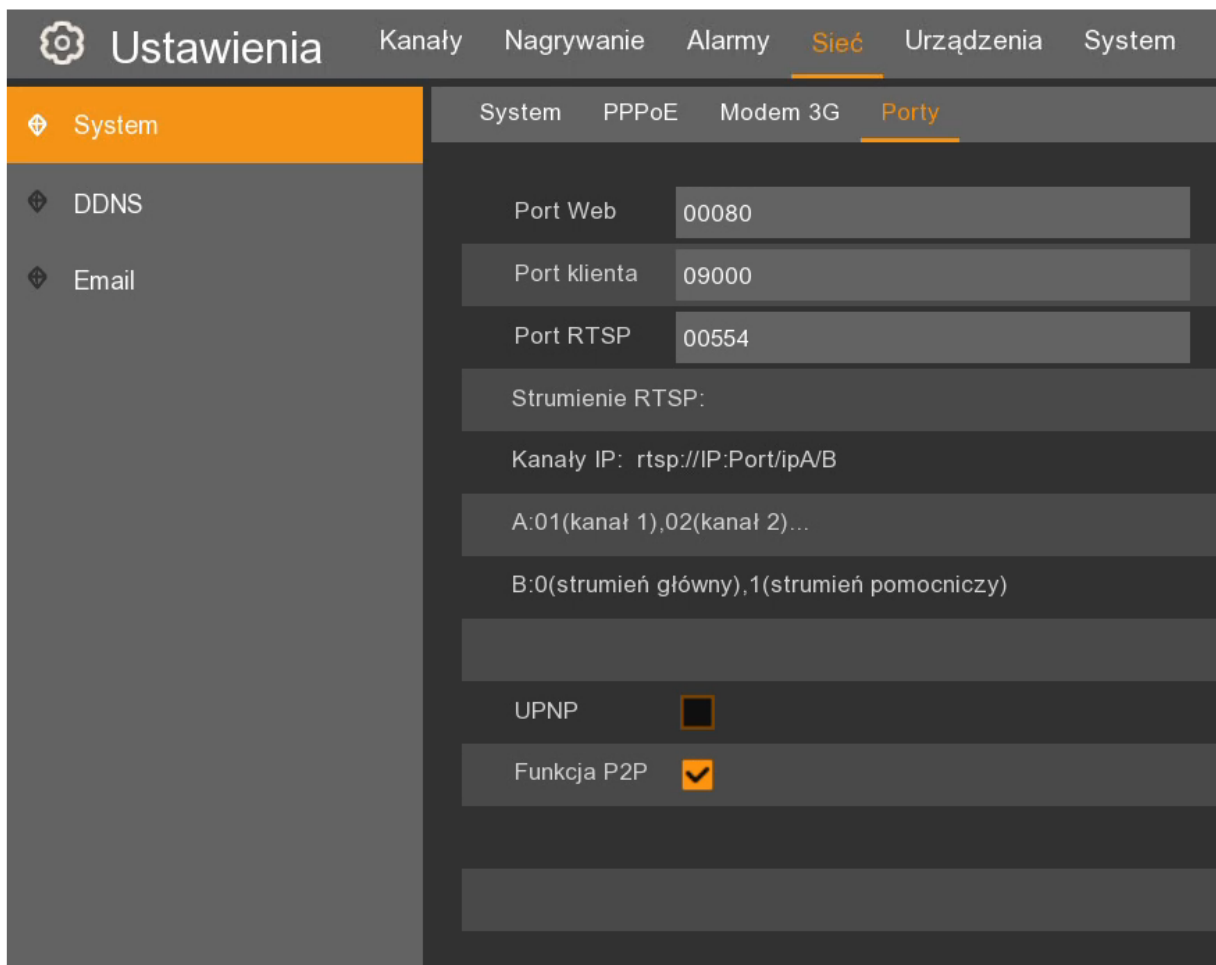 Ustawienia Kanały Nagrywanie Alarmy Sieć Urządzenia System
System
DDNS
Email
System PPPoE Modem 3G Porty
Port Web 00080
Port klienta 09000
Port RTSP 00554
Strumienie RTSP:
Kanały IP: rtsp://IP:Port/ipA/B
A:01(kanał 1),02(kanał 2)...
B:0(strumień główny),1(strumień pomocniczy)
UPNP
Funkcja P2P